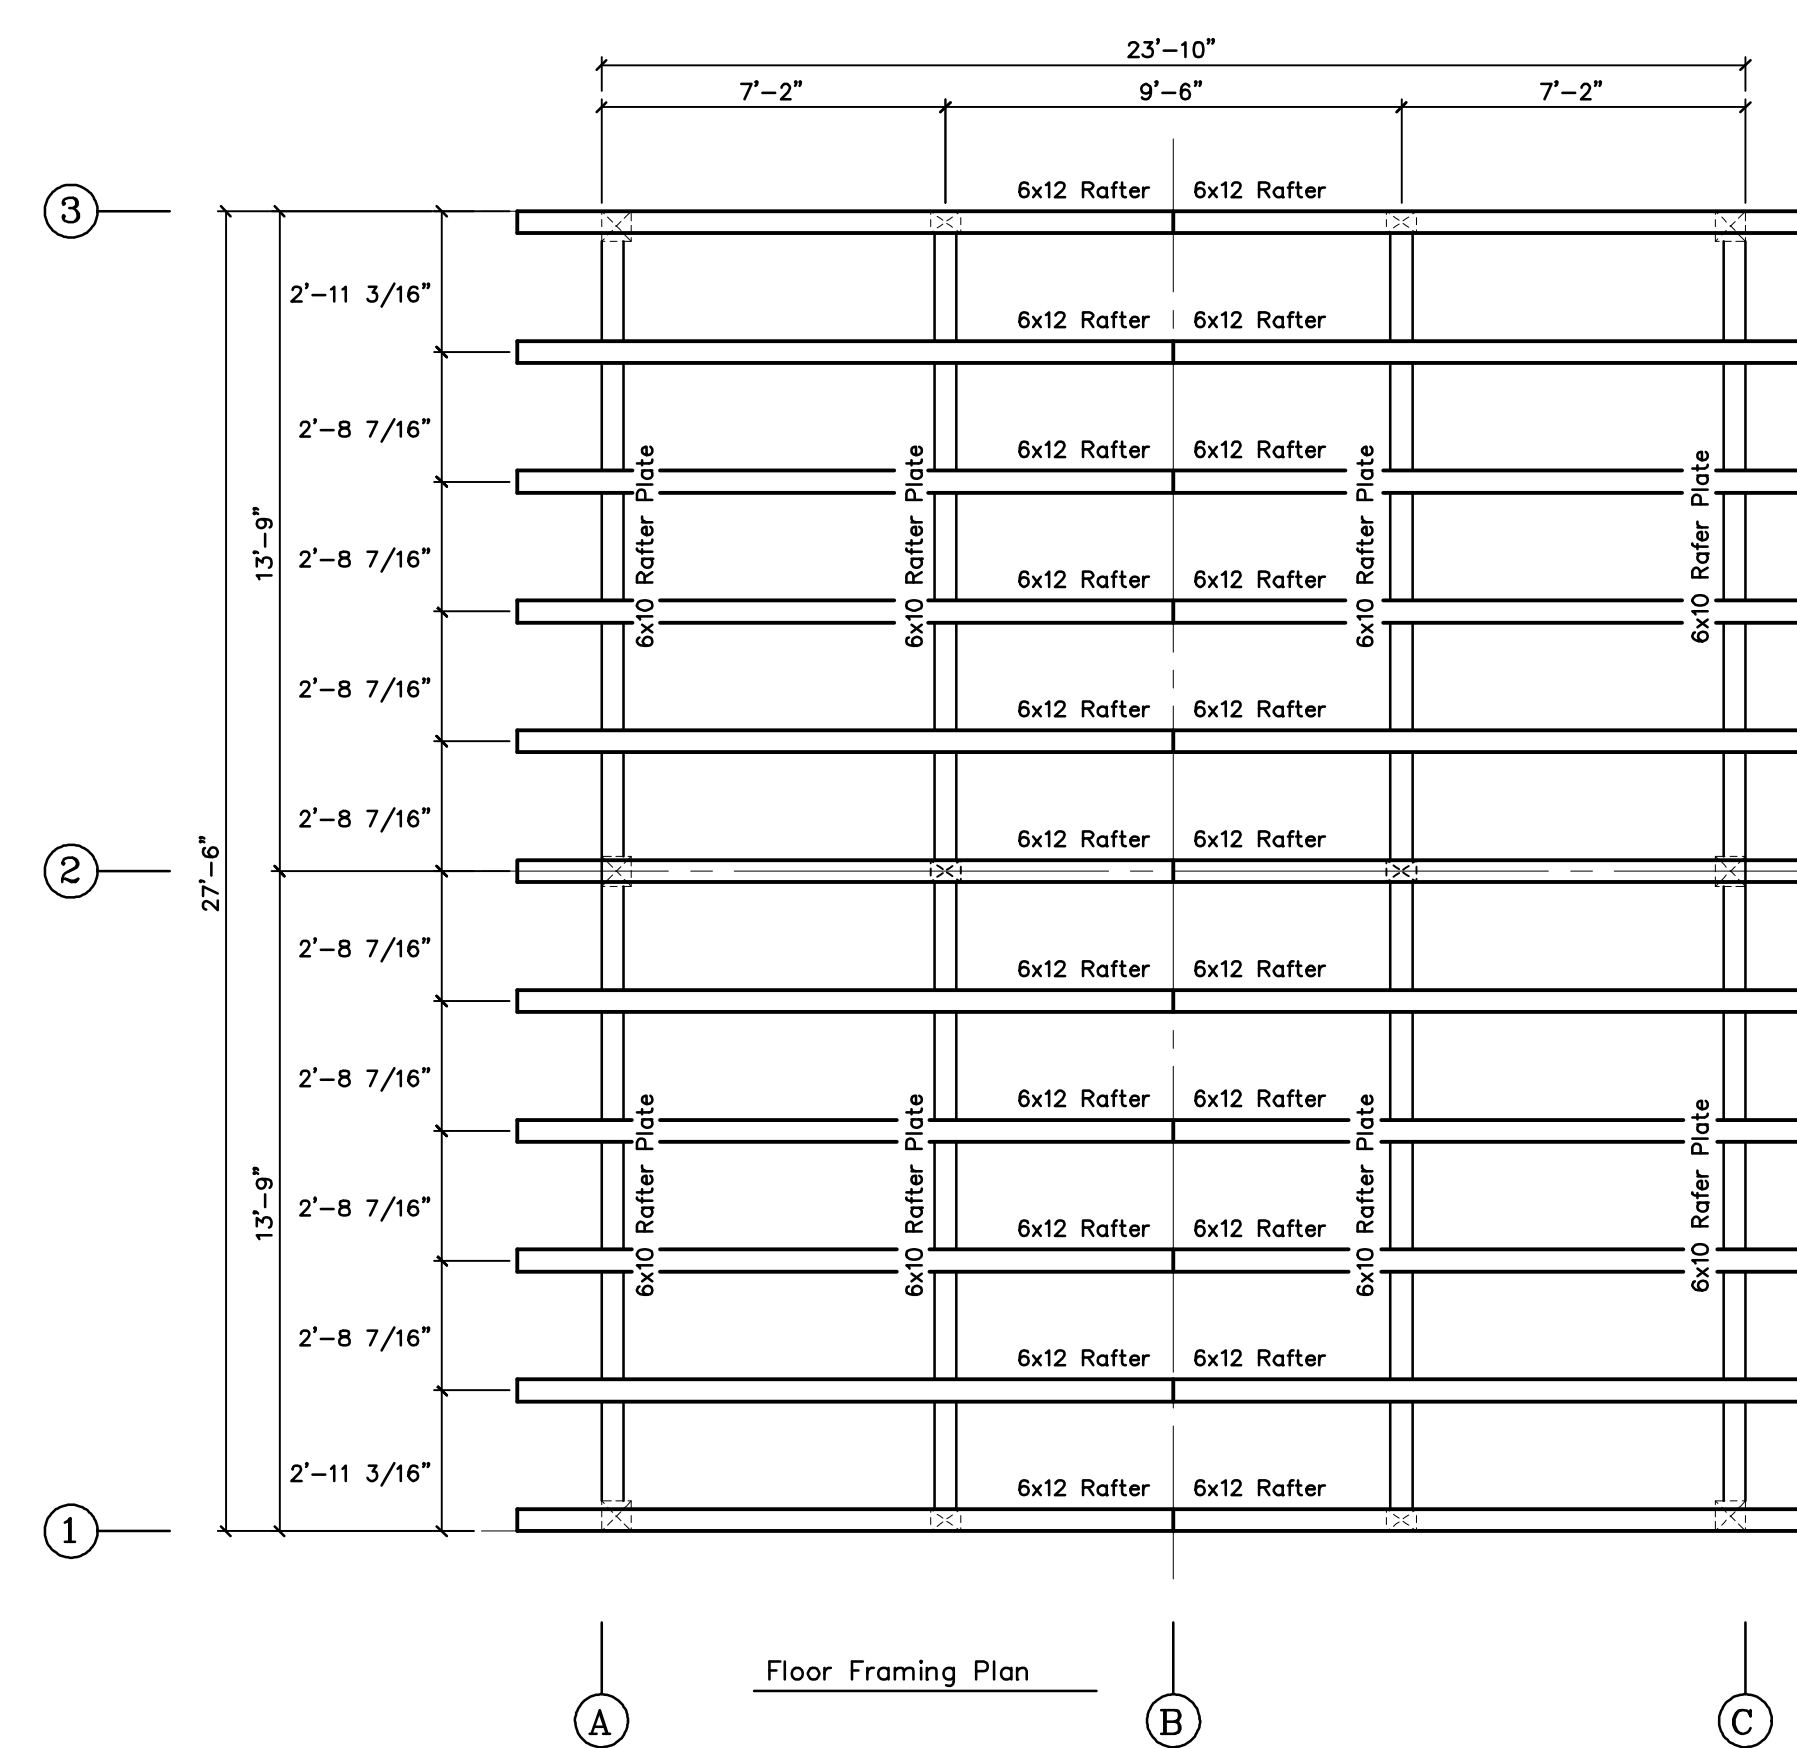 23'-10"
7'-2" 9'-6" 7'-2"
3
6x12 Rafter 6x12 Rafter
2'-11 3/16"
6x12 Rafter 6x12 Rafter
2'-8 7/16"
6x12 Rafter 6x12 Rafter
13'-9"
6x10 Rafter Plate
6x10 Rafter Plate
6x10 Rafter Plate
6x10 Rafer Plate
2'-8 7/16"
6x12 Rafter 6x12 Rafter
2'-8 7/16"
6x12 Rafter 6x12 Rafter
2'-8 7/16"
6x12 Rafter 6x12 Rafter
2
27'-6"
2'-8 7/16"
6x12 Rafter 6x12 Rafter
2'-8 7/16"
6x12 Rafter 6x12 Rafter
13'-9"
6x10 Rafter Plate
6x10 Rafter Plate
6x10 Rafter Plate
6x10 Rafer Plate
2'-8 7/16"
6x12 Rafter 6x12 Rafter
2'-8 7/16"
6x12 Rafter 6x12 Rafter
2'-11 3/16"
6x12 Rafter 6x12 Rafter
1
Floor Framing Plan
A B C